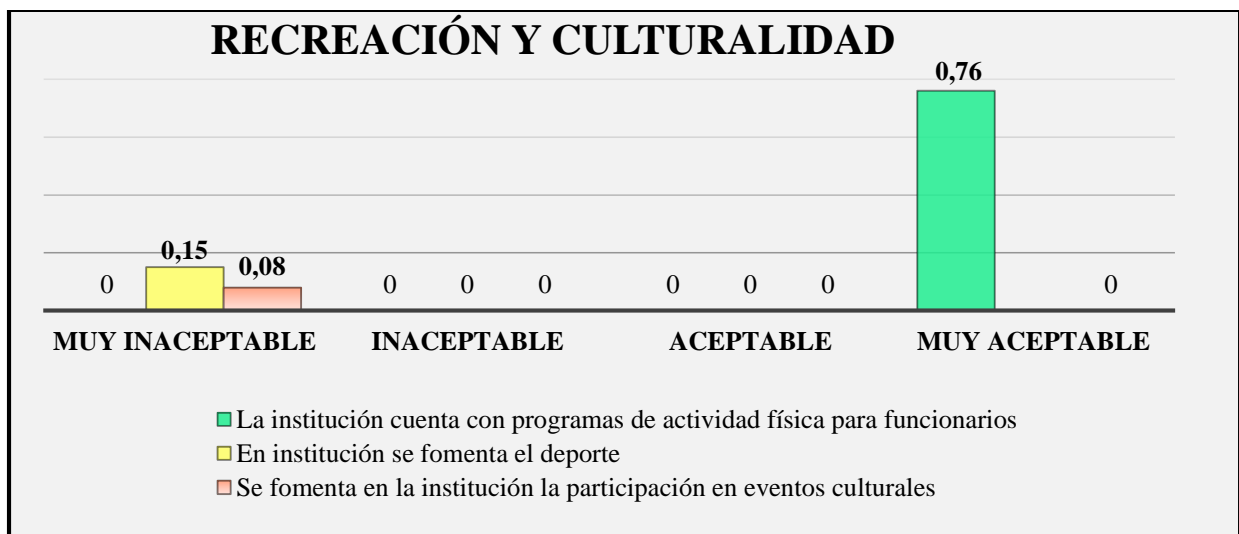 RECREACIÓN Y CULTURALIDAD
0,76
0,15
0,08
0 0 0 0 0 0 0 0
MUY INACEPTABLE INACEPTABLE ACEPTABLE MUY ACEPTABLE
La institución cuenta con programas de actividad física para funcionarios
En institución se fomenta el deporte
Se fomenta en la institución la participación en eventos culturales